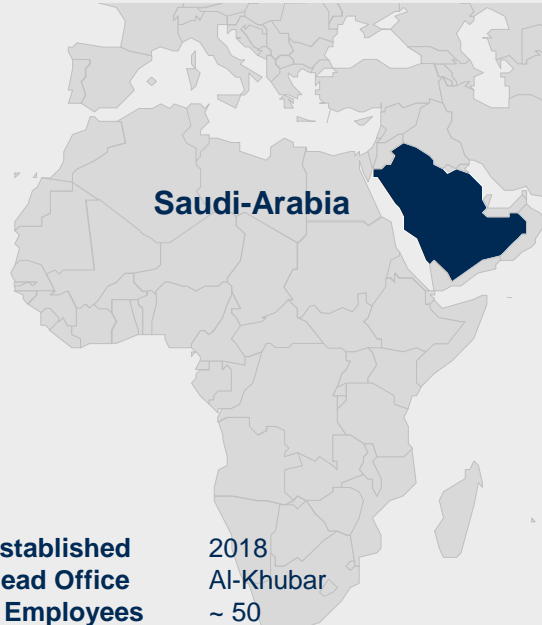 Saudi-Arabia
stablished 2018
ead Office Al-Khubar
Employees ~ 50